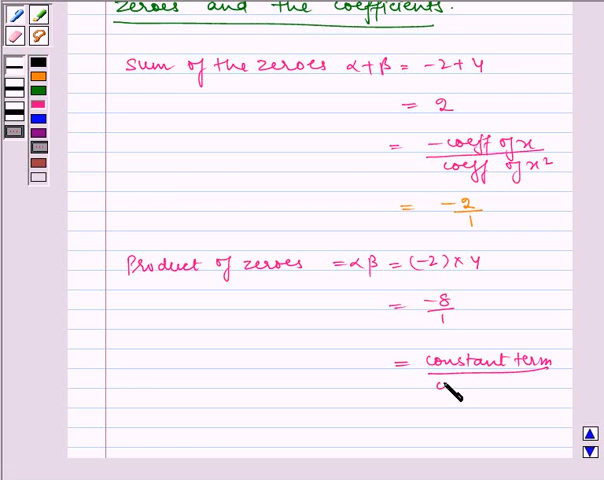 zeroes and the coefficients.
Sum of the zeroes α+β = -2+4
= 2
= -coeff of x / coeff of x²
= -2/1
Product of zeroes = αβ = (-2)×4
= -8/1
= constant term / c